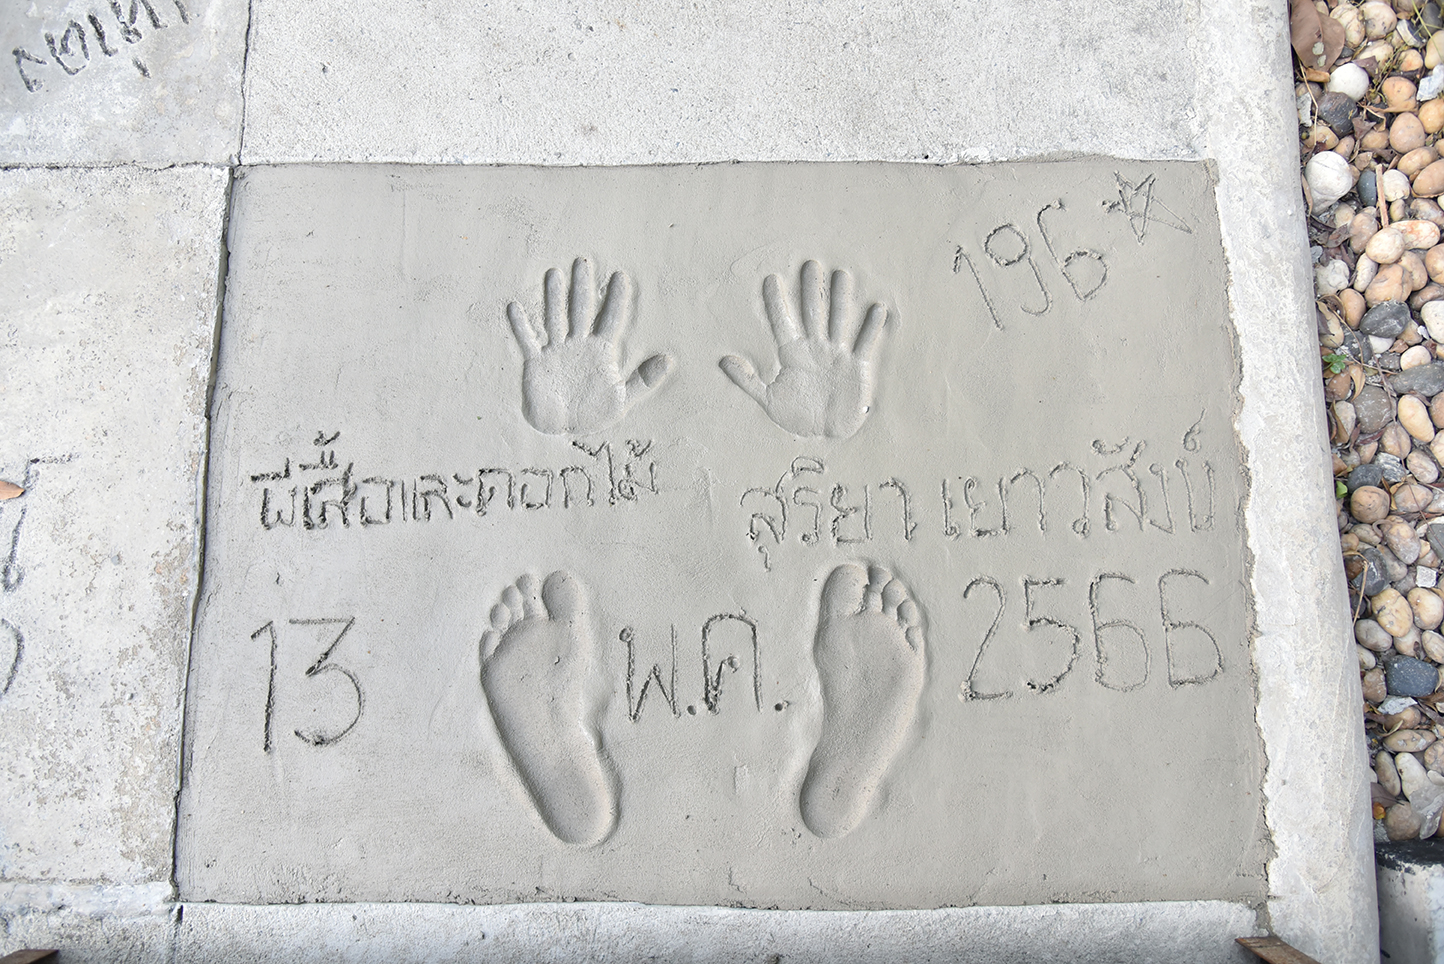 196
ผีเสื้อและดอกไม้ สุริยา เยาวสังข์
13 พ.ค. 2566